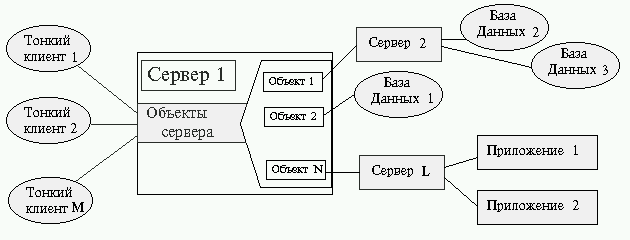 Тонкий
клиент 1
Тонкий
клиент 2
Тонкий
клиент M
Сервер 1
Объекты
сервера
Объект 1
Объект 2
Объект N
Сервер 2
База
Данных 2
База
Данных 3
База
Данных 1
Сервер L
Приложение 1
Приложение 2